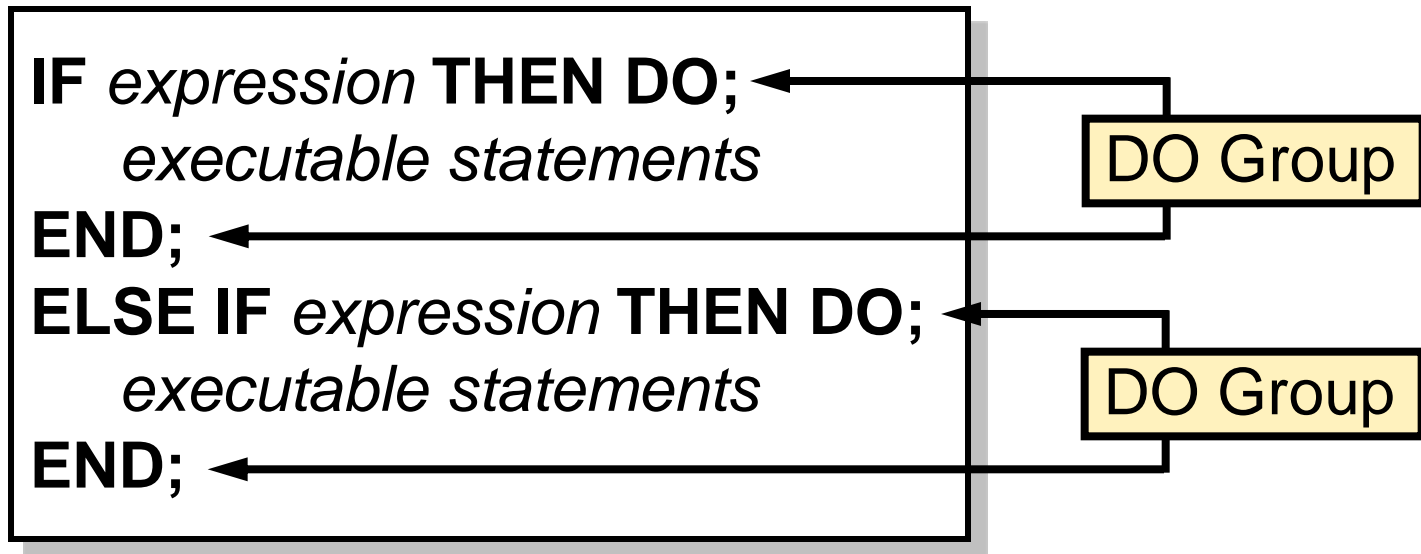 IF expression THEN DO;
executable statements
END;
ELSE IF expression THEN DO;
executable statements
END;
DO Group
DO Group